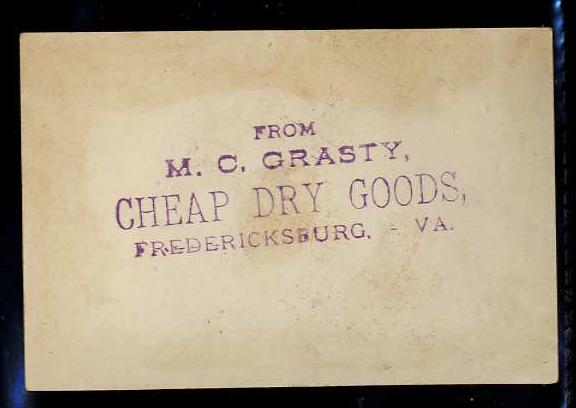 FROM
M. C. GRASTY,
CHEAP DRY GOODS,
FREDERICKSBURG, - VA.